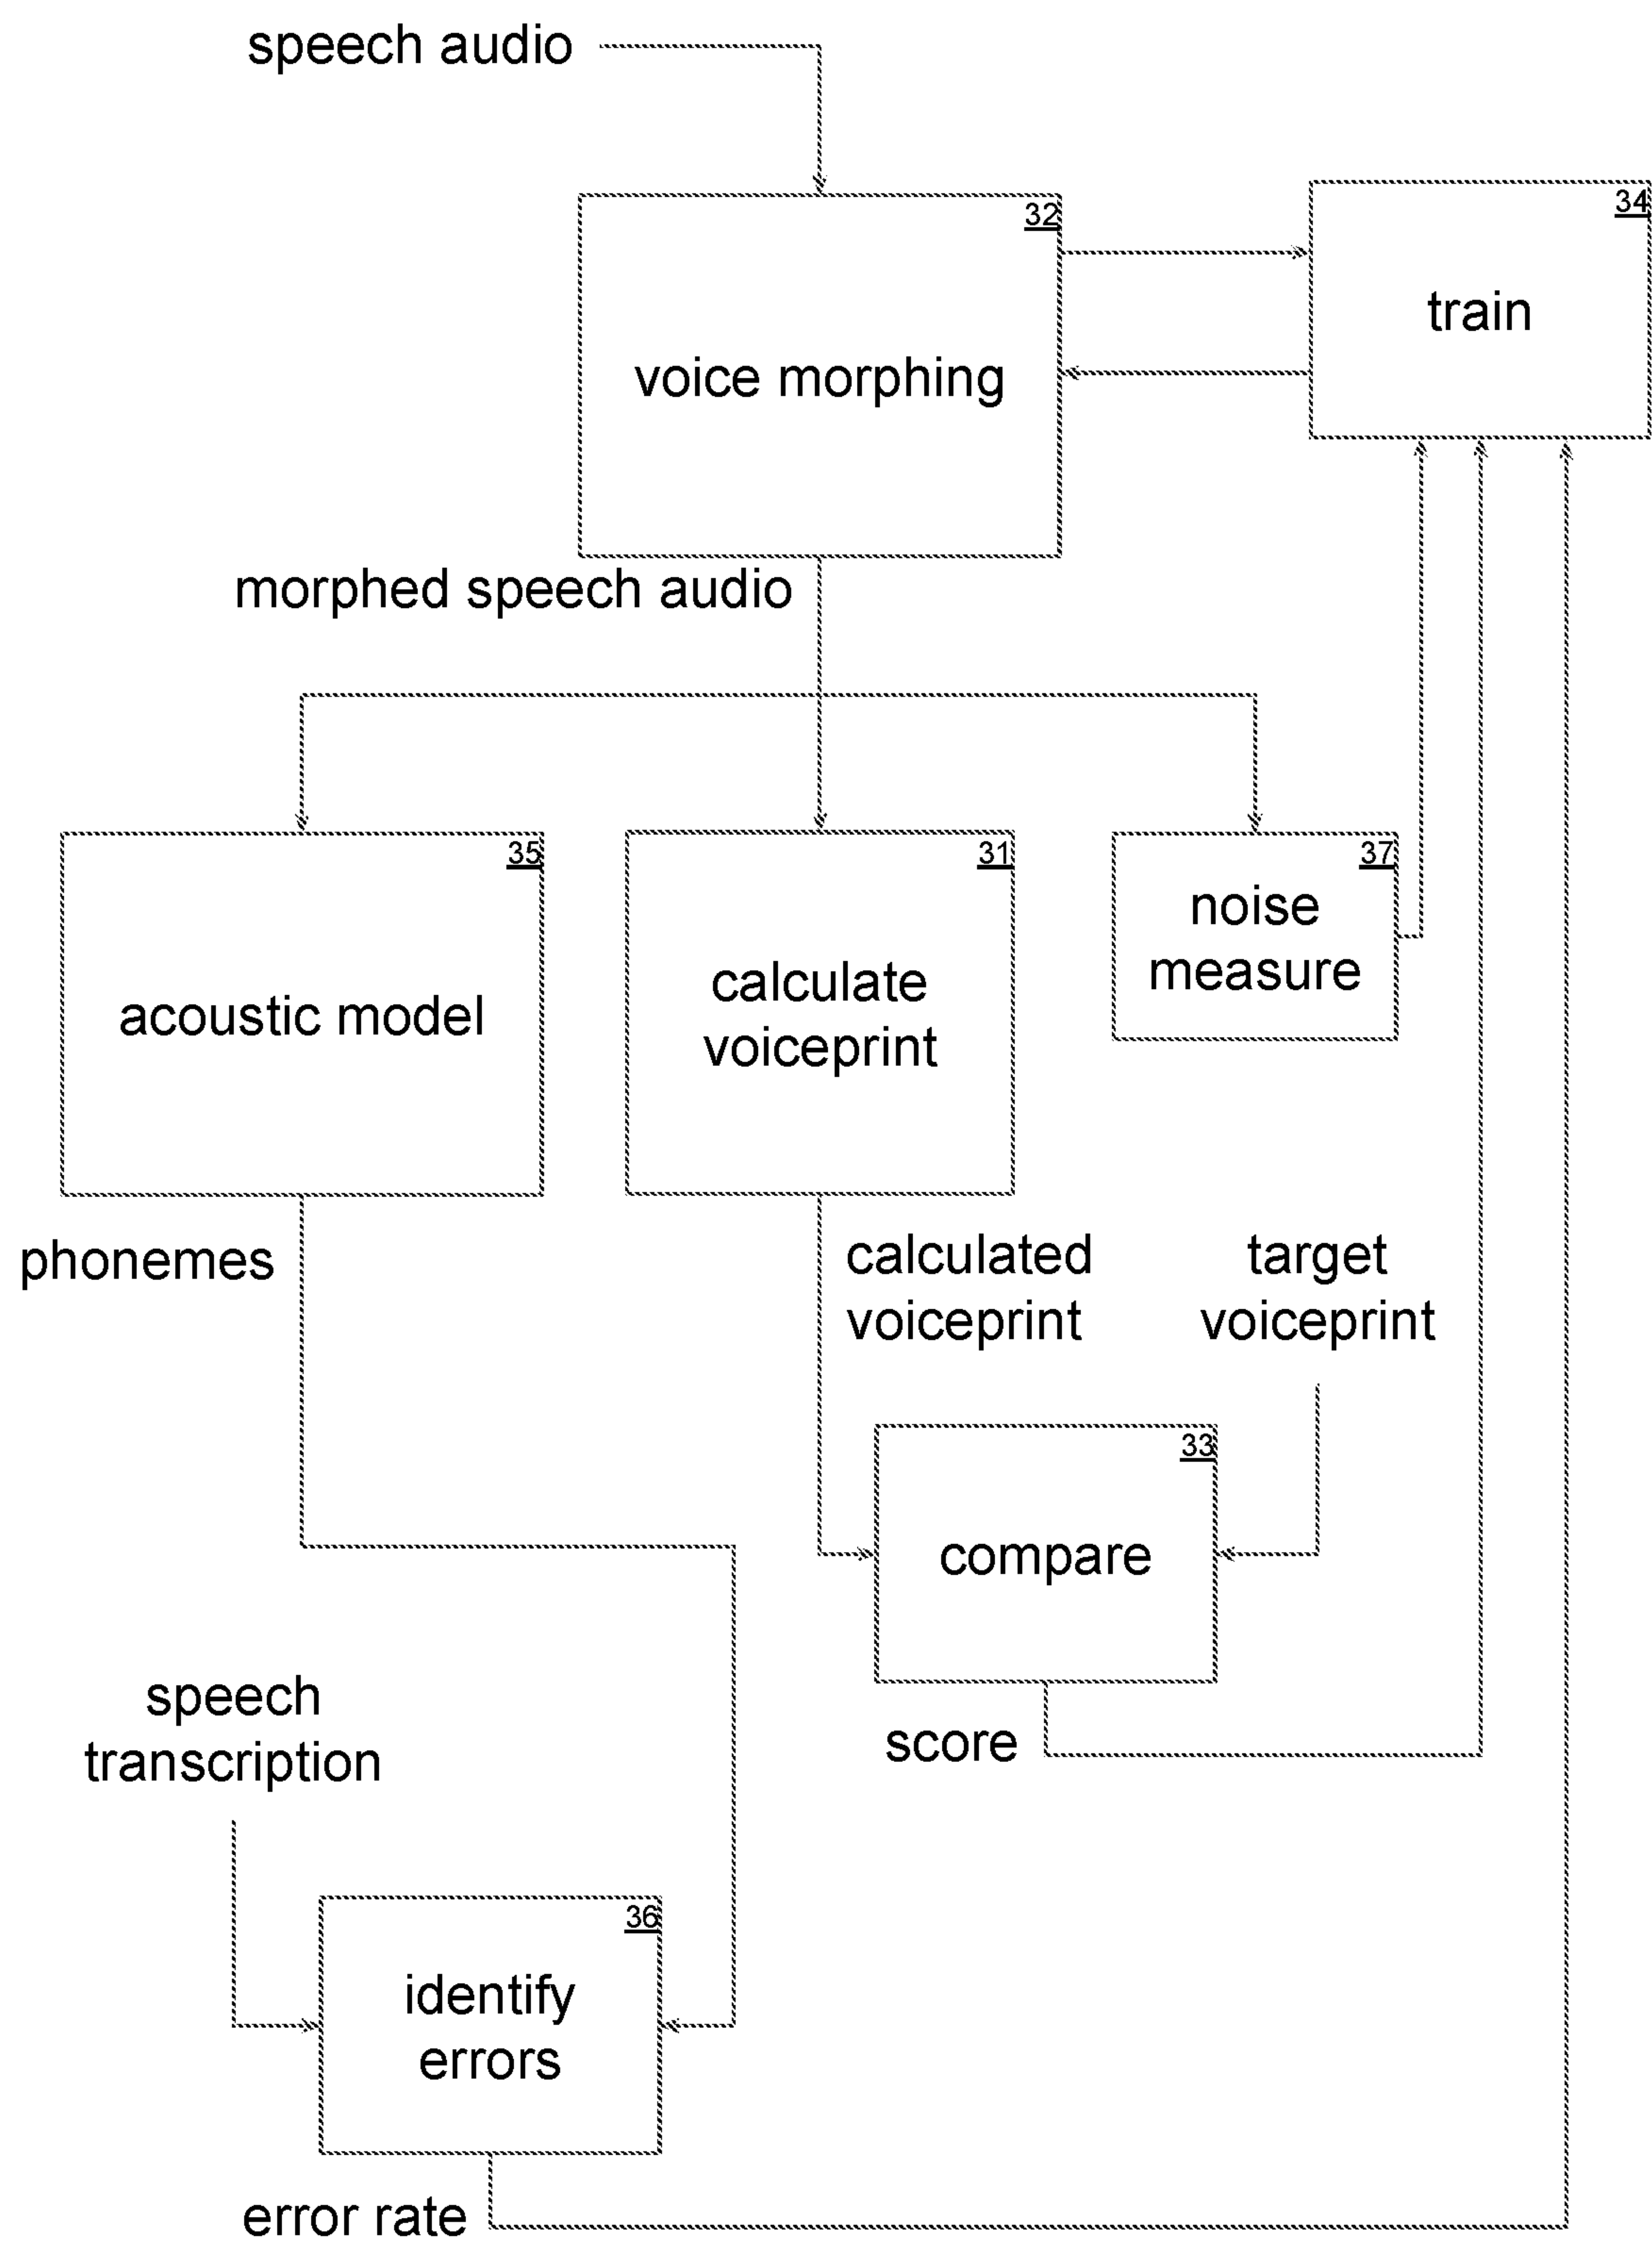 speech audio
32
voice morphing
34
train
morphed speech audio
35
acoustic model
31
calculate
voiceprint
37
noise
measure
phonemes
calculated
voiceprint
target
voiceprint
33
compare
score
speech
transcription
36
identify
errors
error rate